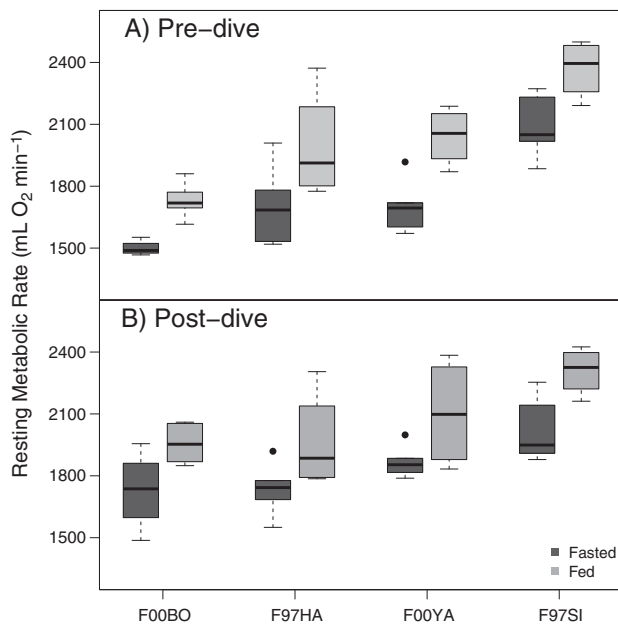 A) Pre−dive
2400
2100
1800
1500
B) Post−dive
2400
2100
1800
1500
Resting Metabolic Rate (mL O₂ min⁻¹)
Fasted
Fed
F00BO F97HA F00YA F97SI